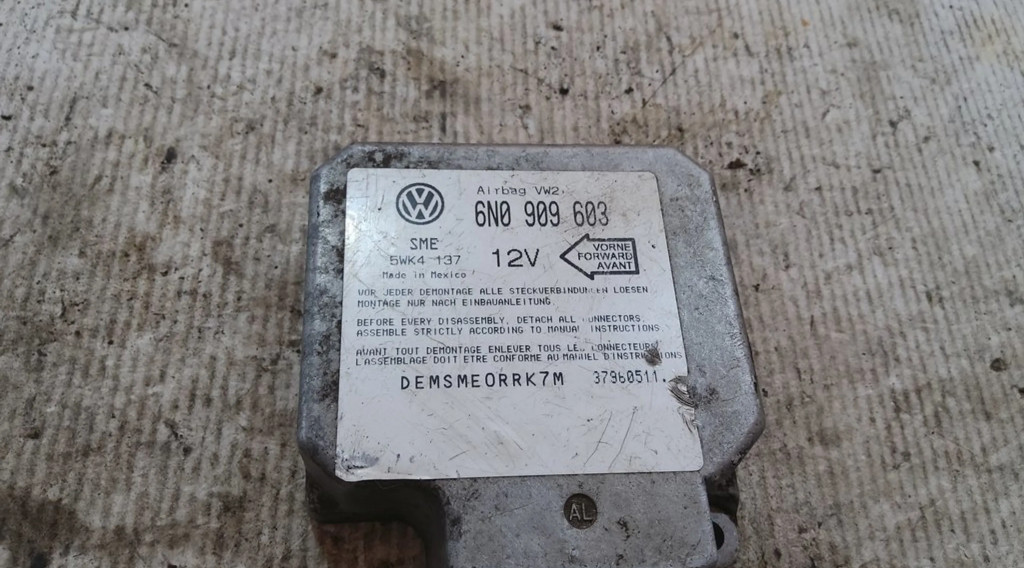 Airbag VW2
6N0 909 603
SME
5WK4 137
Made in Mexico
12V
VORNE
FORWARD
AVANT
VOR JEDER DEMONTAGE ALLE STECKVERBINDUNGEN LOESEN
MONTAGE NUR NACH EINBAUANLEITUNG
BEFORE EVERY DISASSEMBLY, DETACH ALL CONNECTORS.
ASSEMBLE STRICTLY ACCORDING TO MANUAL INSTRUCTIONS
AVANT TOUT DEMONTAGE ENLEVER TOUS LES CONNECTEURS
L'ASSEMBLAGE DOIT ETRE CONFORME AU MANUEL D'INSTRUCTIONS
DEMSMEORRK7M 37960511
AL